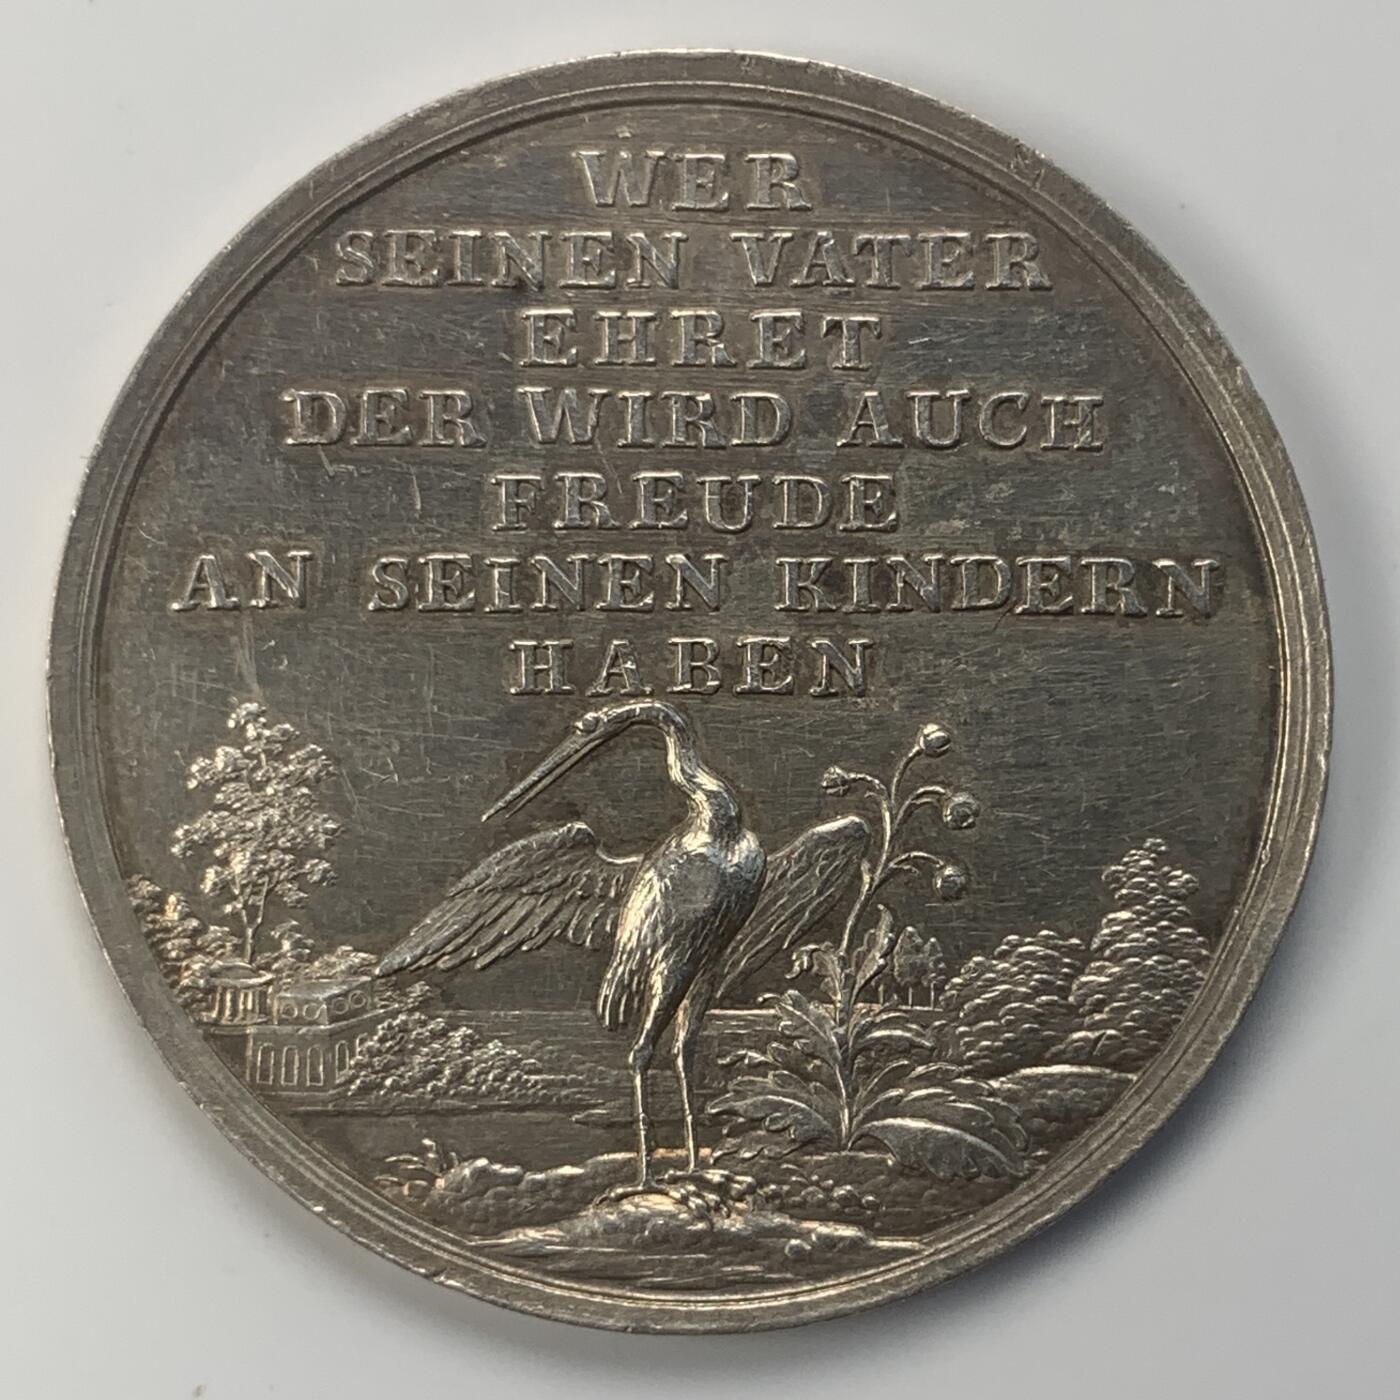 WER
SEINEN VATER
EHRET
DER WIRD AUCH
FREUDE
AN SEINEN KINDERN
HABEN